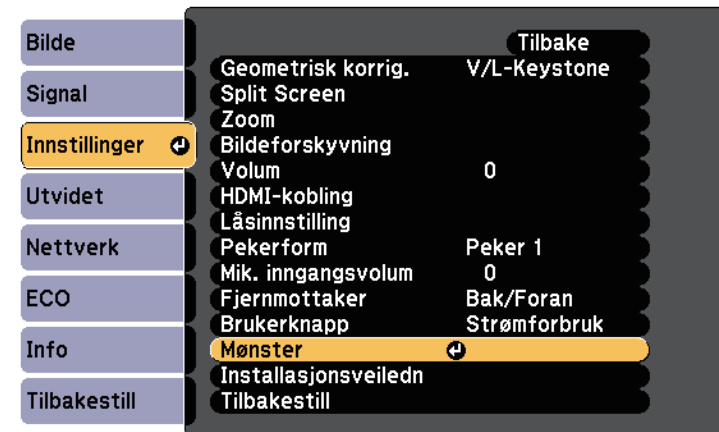 Bilde
Signal
Innstillinger
Utvidet
Nettverk
ECO
Info
Tilbakestill
Tilbake
Geometrisk korrig. V/L-Keystone
Split Screen
Zoom
Bildeforskyvning
Volum 0
HDMI-kobling
Låsinnstilling
Pekerform Peker 1
Mik. inngangsvolum 0
Fjernmottaker Bak/Foran
Brukerknapp Strømforbruk
Mønster
Installasjonsveiledn
Tilbakestill